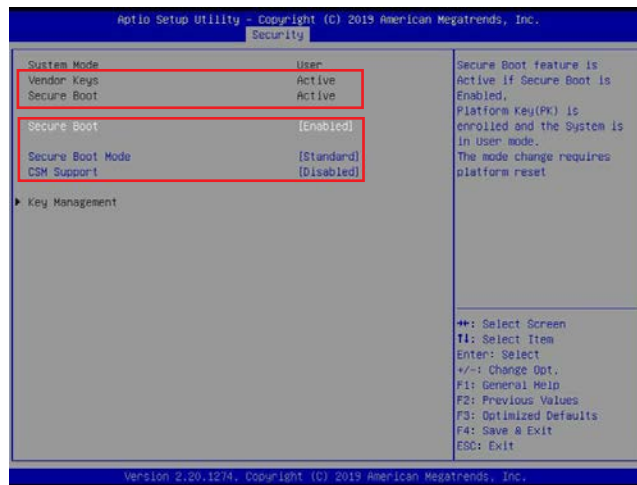 Aptio Setup Utility – Copyright (C) 2019 American Megatrends, Inc.
Security
System Mode User
Vendor Keys Active
Secure Boot Active
Secure Boot [Enabled]
Secure Boot Mode [Standard]
CSM Support [Disabled]
Key Management
Secure Boot feature is
Active if Secure Boot is
Enabled,
Platform Key(PK) is
enrolled and the System is
in User mode.
The mode change requires
platform reset
→←: Select Screen
↑↓: Select Item
Enter: Select
+/-: Change Opt.
F1: General Help
F2: Previous Values
F3: Optimized Defaults
F4: Save & Exit
ESC: Exit
Version 2.20.1274. Copyright (C) 2019 American Megatrends, Inc.